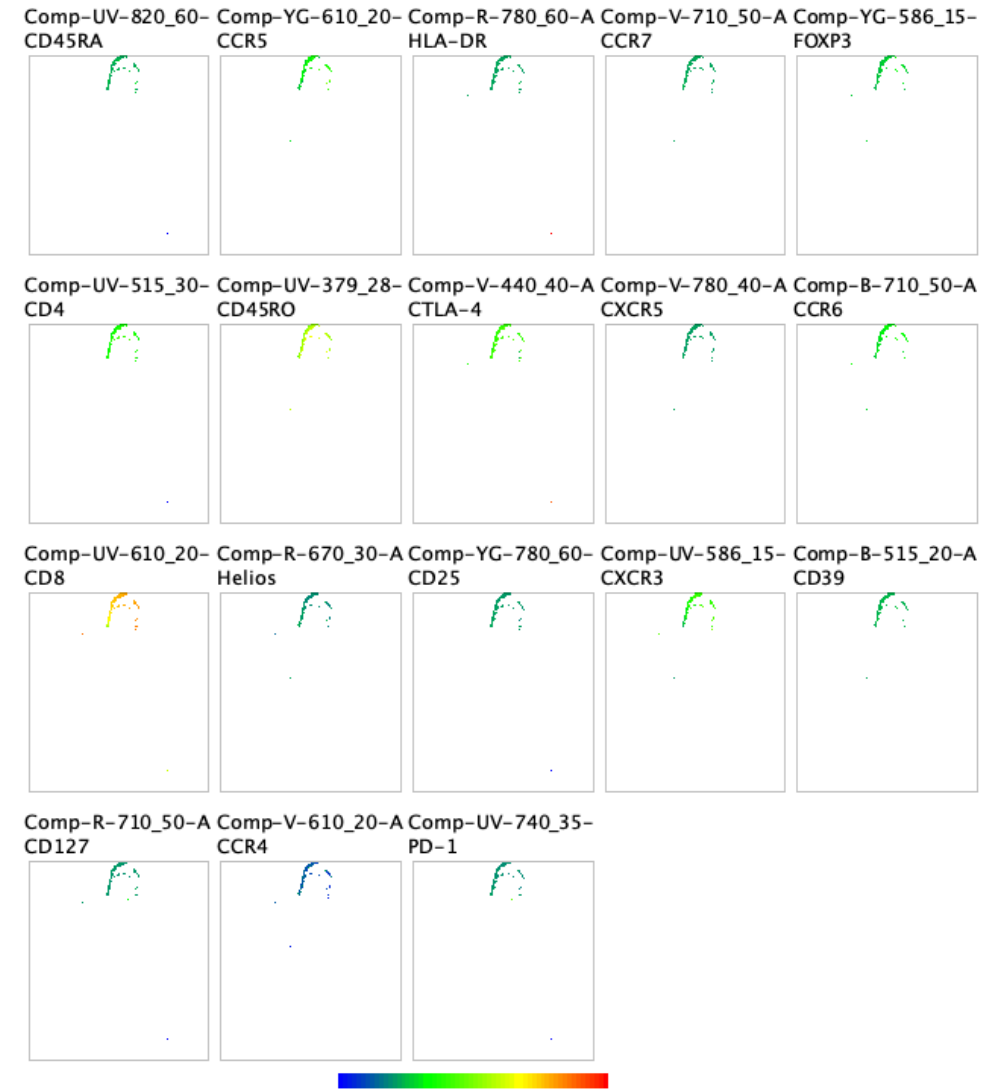 Comp-UV-820_60- Comp-YG-610_20- Comp-R-780_60-A Comp-V-710_50-A Comp-YG-586_15-
CD45RA CCR5 HLA-DR CCR7 FOXP3
Comp-UV-515_30- Comp-UV-379_28- Comp-V-440_40-A Comp-V-780_40-A Comp-B-710_50-A
CD4 CD45RO CTLA-4 CXCR5 CCR6
Comp-UV-610_20- Comp-R-670_30-A Comp-YG-780_60- Comp-UV-586_15- Comp-B-515_20-A
CD8 Helios CD25 CXCR3 CD39
Comp-R-710_50-A Comp-V-610_20-A Comp-UV-740_35-
CD127 CCR4 PD-1